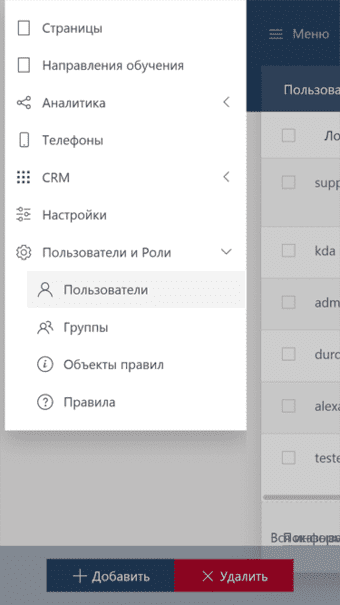 Страницы
Меню
Направления обучения
Пользова
Аналитика
Ло
Телефоны
CRM
supp
Настройки
Пользователи и Роли
kda
Пользователи
adm
Группы
Объекты правил
durc
Правила
alexa
teste
Добавить
Удалить